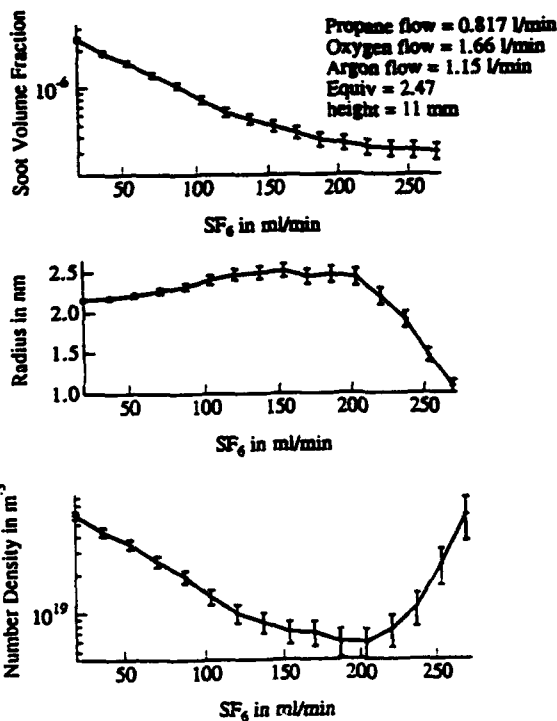 Propane flow = 0.817 l/min
Oxygen flow = 1.66 l/min
Argon flow = 1.15 l/min
Equiv = 2.47
height = 11 mm
Soot Volume Fraction
10⁻⁶
50 100 150 200 250
SF₆ in ml/min
Radius in nm
2.5
2.0
1.5
1.0
50 100 150 200 250
SF₆ in ml/min
Number Density in m⁻³
10¹⁹
50 100 150 200 250
SF₆ in ml/min